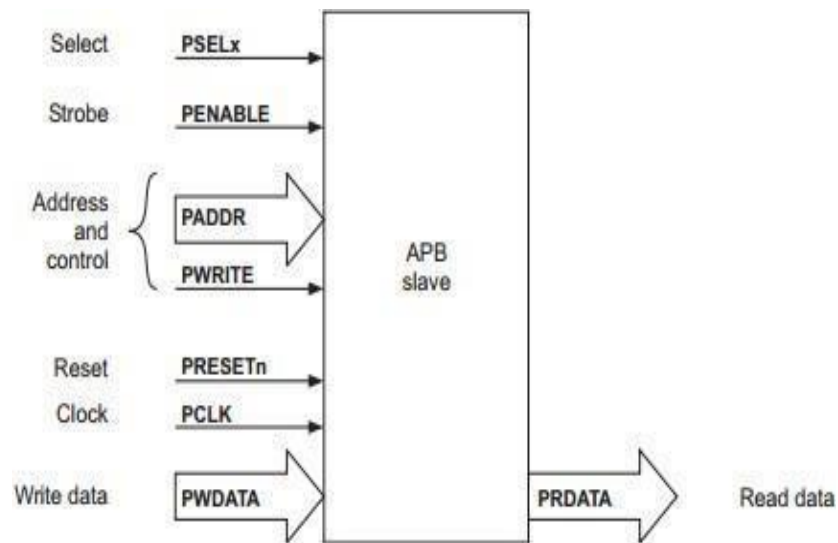 Select PSELx
Strobe PENABLE
Address
and
control
PADDR
PWRITE
APB
slave
Reset PRESETn
Clock PCLK
Write data PWDATA
PRDATA Read data